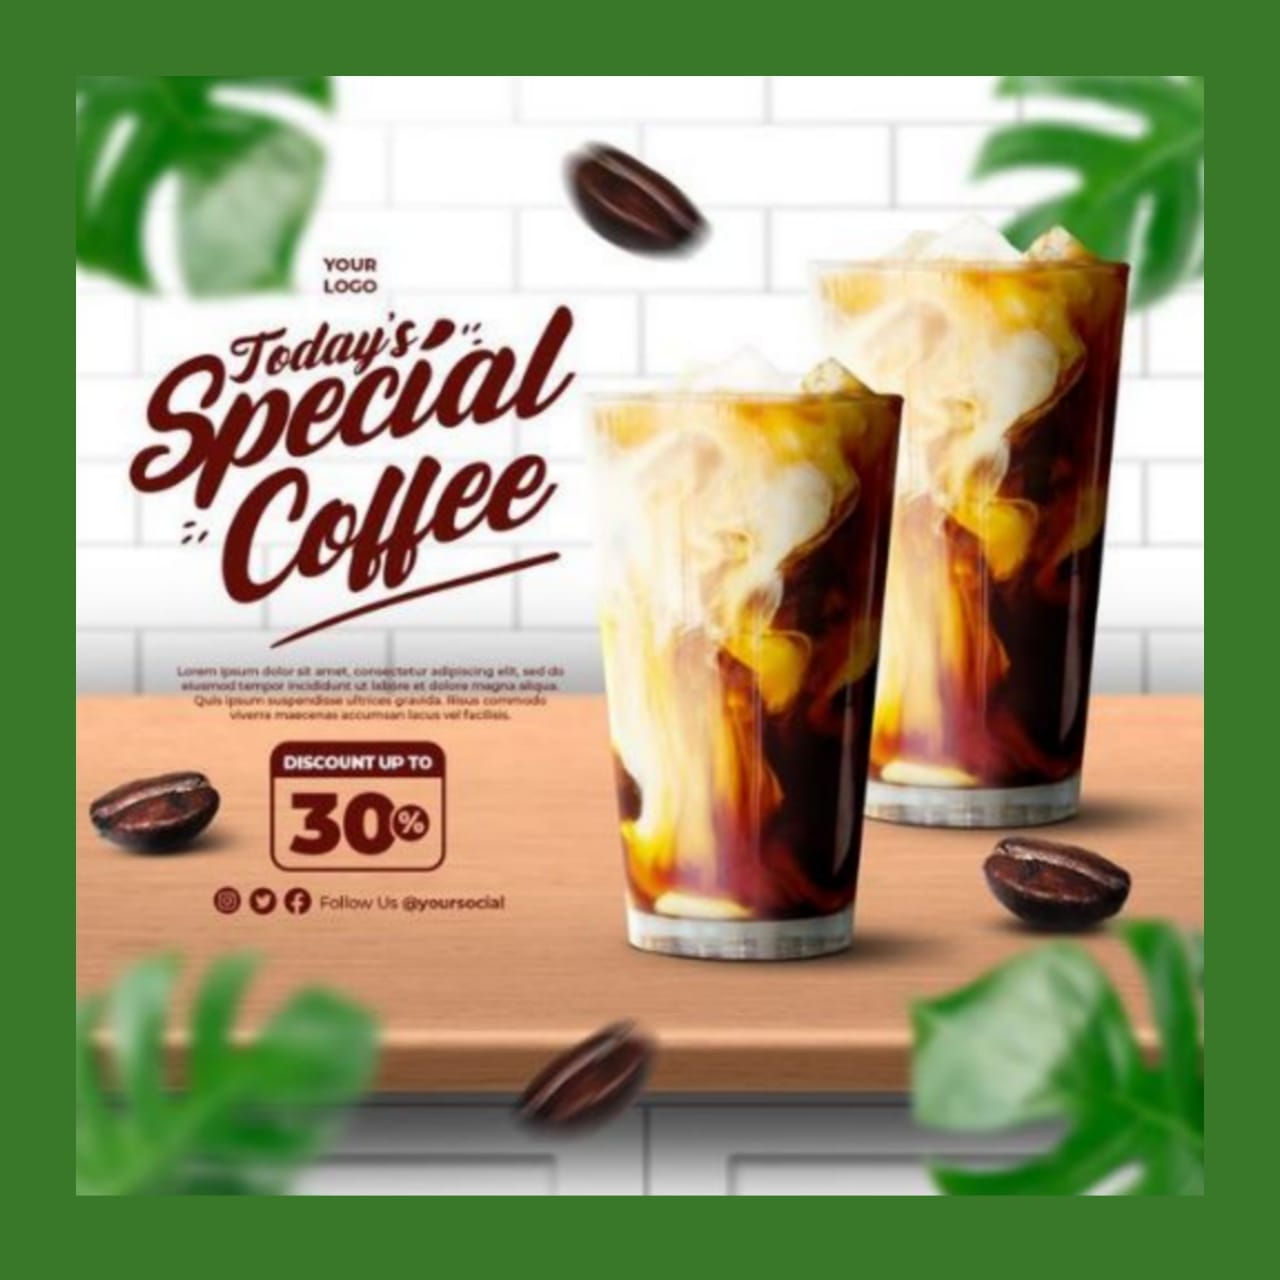 YOUR
LOGO
Today's
Special
Coffee
Lorem ipsum dolor sit amet, consectetur adipiscing elit, sed do
eiusmod tempor incididunt ut labore et dolore magna aliqua.
Quis ipsum suspendisse ultrices gravida. Risus commodo
viverra maecenas accumsan lacus vel facilisis.
DISCOUNT UP TO
30%
Follow Us @yoursocial